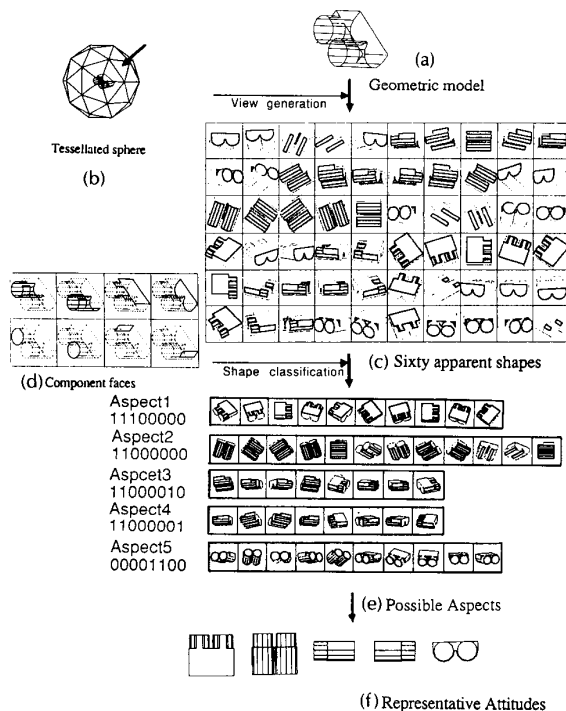 (a)
Geometric model
View generation
Tessellated sphere
(b)
(c) Sixty apparent shapes
(d) Component faces
Shape classification
Aspect1
11100000
Aspect2
11000000
Aspcet3
11000010
Aspect4
11000001
Aspect5
00001100
(e) Possible Aspects
(f) Representative Attitudes